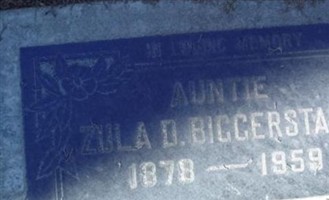 IN LOVING MEMORY
AUNTIE
ZULA D. BIGGERSTA
1878 — 1959